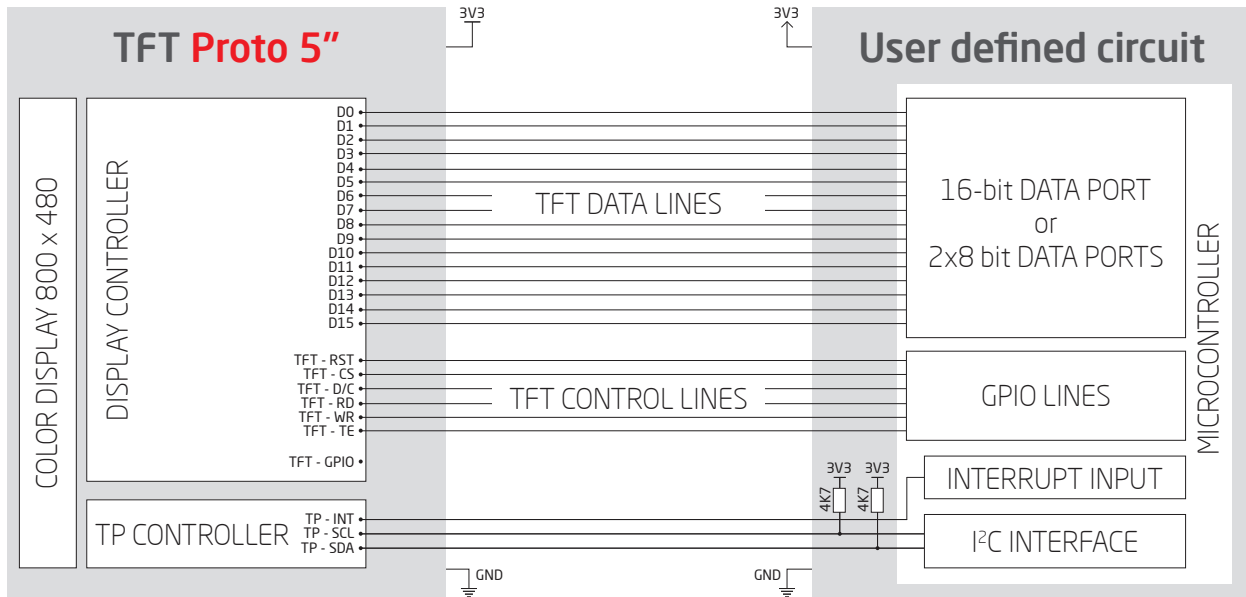 3V3
3V3
TFT Proto 5”
User defined circuit
COLOR DISPLAY 800 x 480
DISPLAY CONTROLLER
D0
D1
D2
D3
D4
D5
D6
D7
D8
D9
D10
D11
D12
D13
D14
D15
TFT DATA LINES
16-bit DATA PORT
or
2x8 bit DATA PORTS
MICROCONTROLLER
TFT - RST
TFT - CS
TFT - D/C
TFT - RD
TFT - WR
TFT - TE
TFT - GPIO
TFT CONTROL LINES
GPIO LINES
TP CONTROLLER
TP - INT
TP - SCL
TP - SDA
3V3
3V3
4K7
4K7
INTERRUPT INPUT
I²C INTERFACE
GND
GND